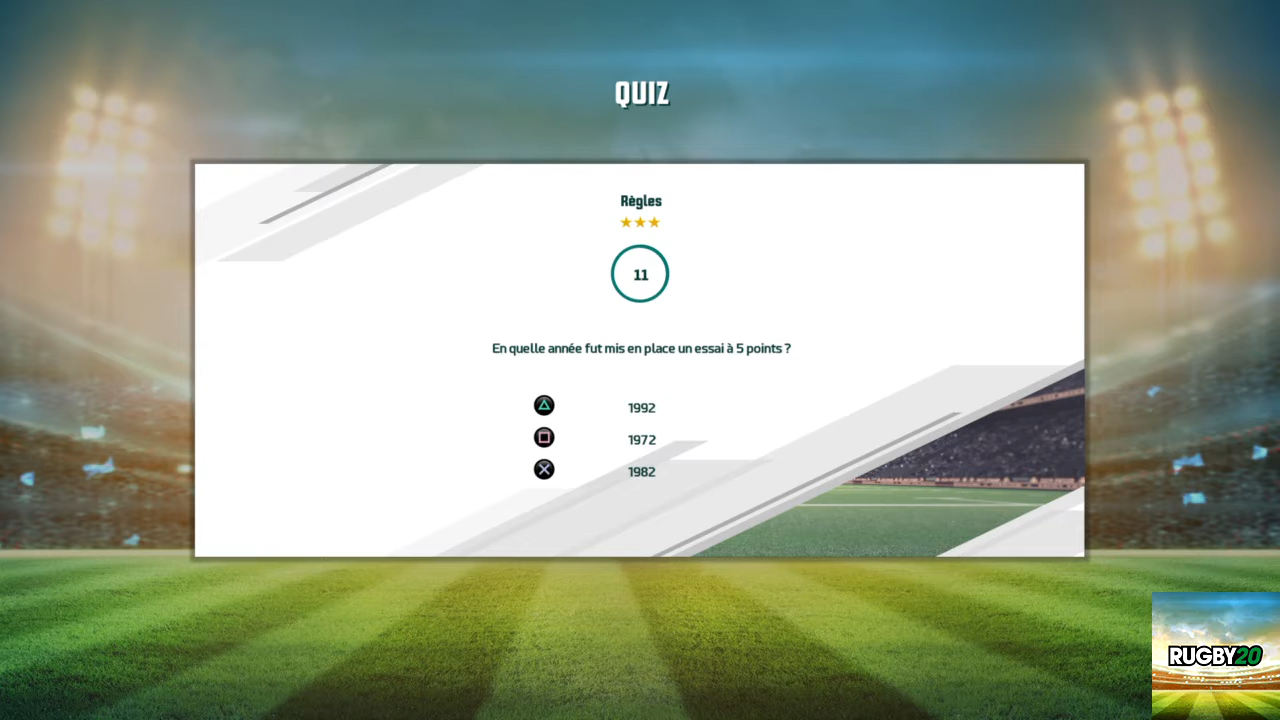 QUIZ
Règles
11
En quelle année fut mis en place un essai à 5 points ?
1992
1972
1982
RUGBY20